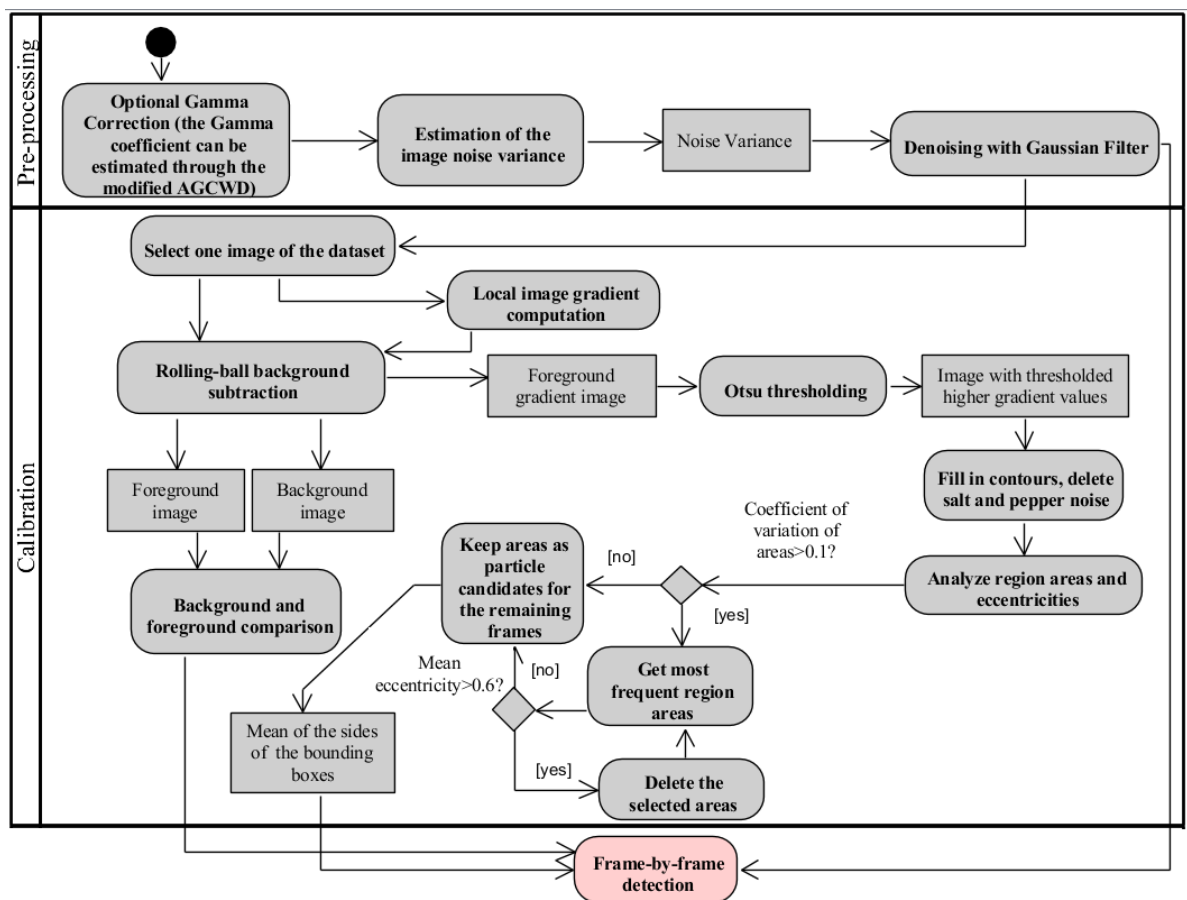 Pre-processing
Optional Gamma
Correction (the Gamma
coefficient can be
estimated through the
modified AGCWD)
Estimation of the
image noise variance
Noise Variance
Denoising with Gaussian Filter
Calibration
Select one image of the dataset
Local image gradient
computation
Rolling-ball background
subtraction
Foreground
gradient image
Otsu thresholding
Image with thresholded
higher gradient values
Foreground
image
Background
image
Fill in contours, delete
salt and pepper noise
Coefficient of
variation of
areas>0.1?
Keep areas as
particle
candidates for
the remaining
frames
[no]
[yes]
Analyze region areas and
eccentricities
Background and
foreground comparison
Mean
eccentricity>0.6?
[no]
Get most
frequent region
areas
Mean of the sides
of the bounding
boxes
[yes]
Delete the
selected areas
Frame-by-frame
detection